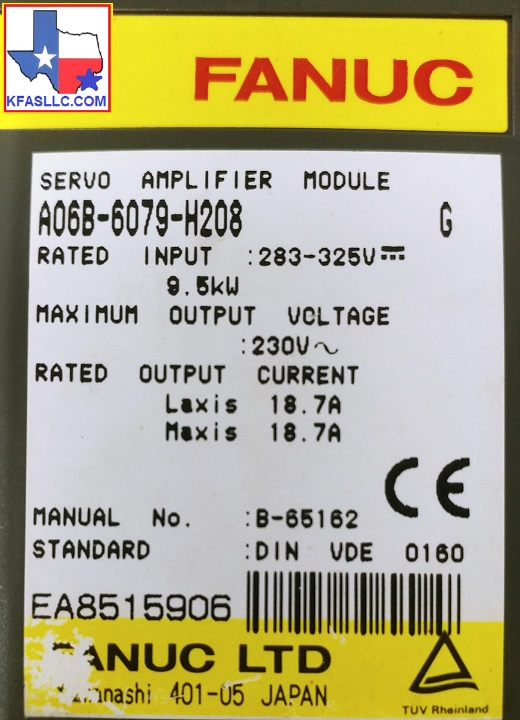 KFASLLC.COM
FANUC
SERVO AMPLIFIER MODULE
A06B-6079-H208 G
RATED INPUT :283-325V⎓
9.5kW
MAXIMUM OUTPUT VOLTAGE
:230V～
RATED OUTPUT CURRENT
Laxis 18.7A
Maxis 18.7A
CE
MANUAL No. :B-65162
STANDARD :DIN VDE 0160
EA8515906
FANUC LTD
401-05 JAPAN
TÜV Rheinland